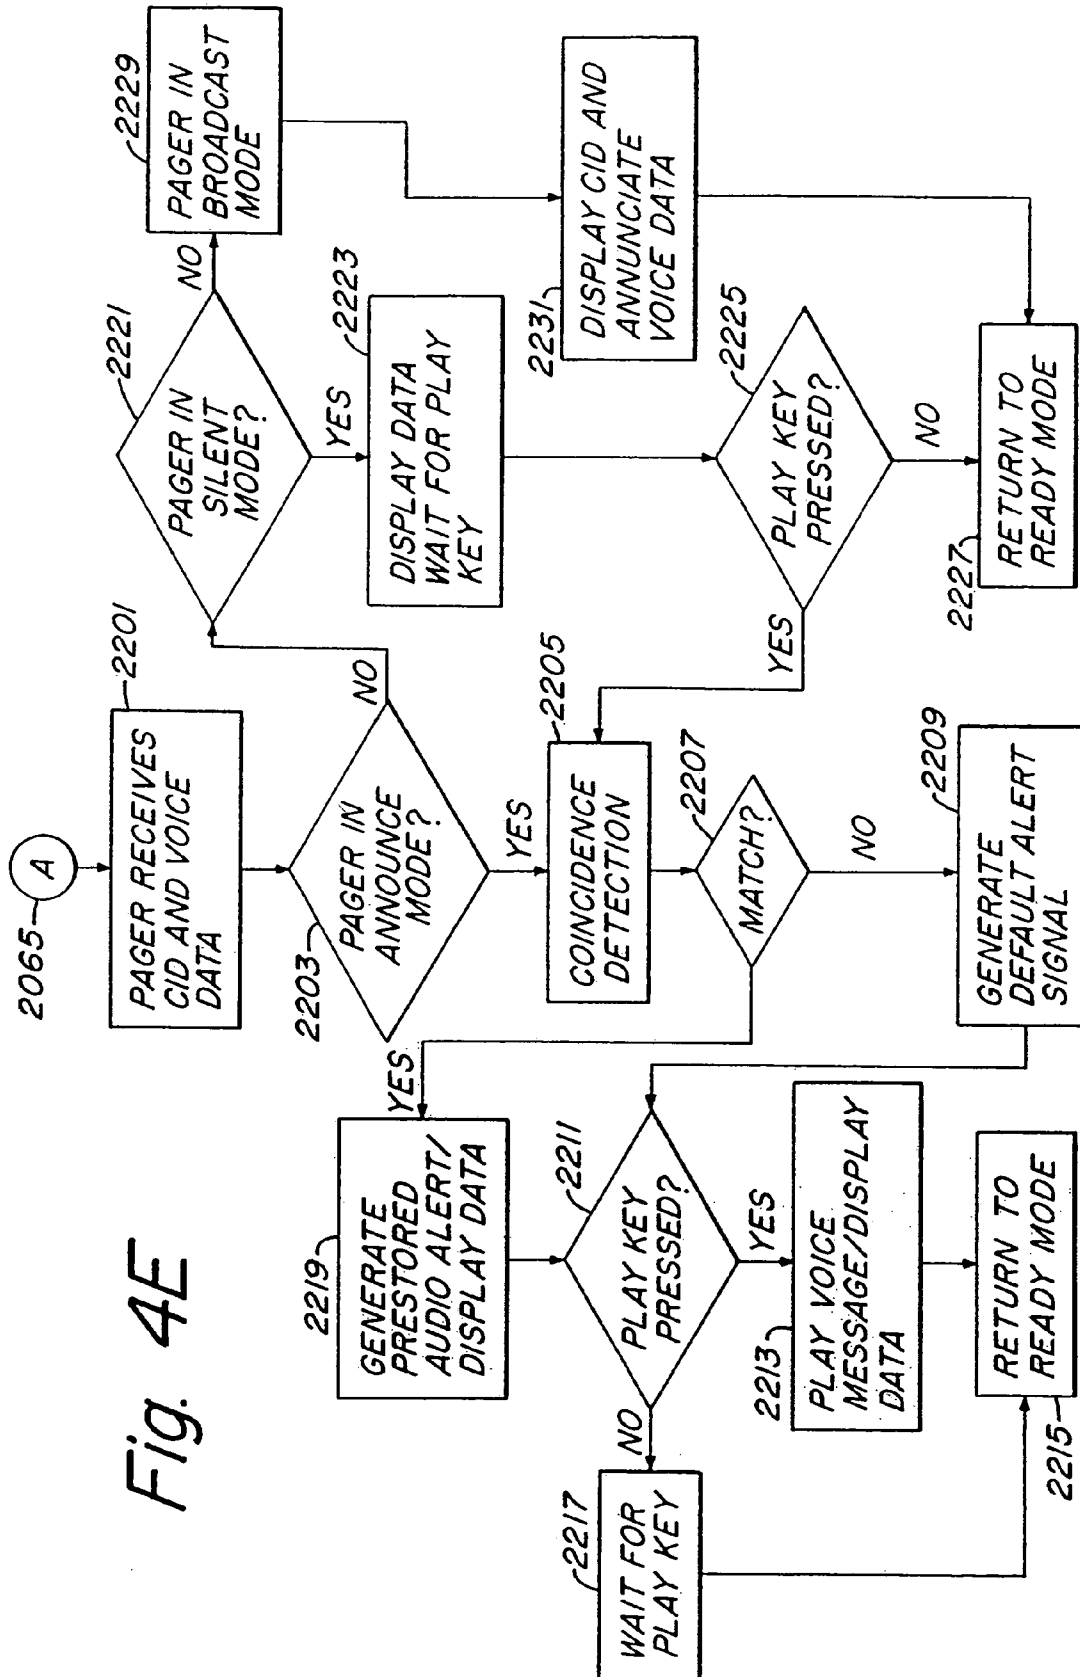 2065
A
2201
PAGER RECEIVES
CID AND VOICE
DATA
2203
PAGER IN
ANNOUNCE
MODE?
NO
YES
2221
PAGER IN
SILENT
MODE?
NO
YES
2229
PAGER IN
BROADCAST
MODE
2223
DISPLAY DATA
WAIT FOR PLAY
KEY
2231
DISPLAY CID AND
ANNUNCIATE
VOICE DATA
2205
COINCIDENCE
DETECTION
2225
PLAY KEY
PRESSED?
YES
NO
2207
MATCH?
YES
NO
2227
RETURN TO
READY MODE
2209
GENERATE
DEFAULT ALERT
SIGNAL
2219
GENERATE
PRESTORED
AUDIO ALERT/
DISPLAY DATA
2211
PLAY KEY
PRESSED?
NO
YES
2217
WAIT FOR
PLAY KEY
2213
PLAY VOICE
MESSAGE/DISPLAY
DATA
2215
RETURN TO
READY MODE
Fig. 4E